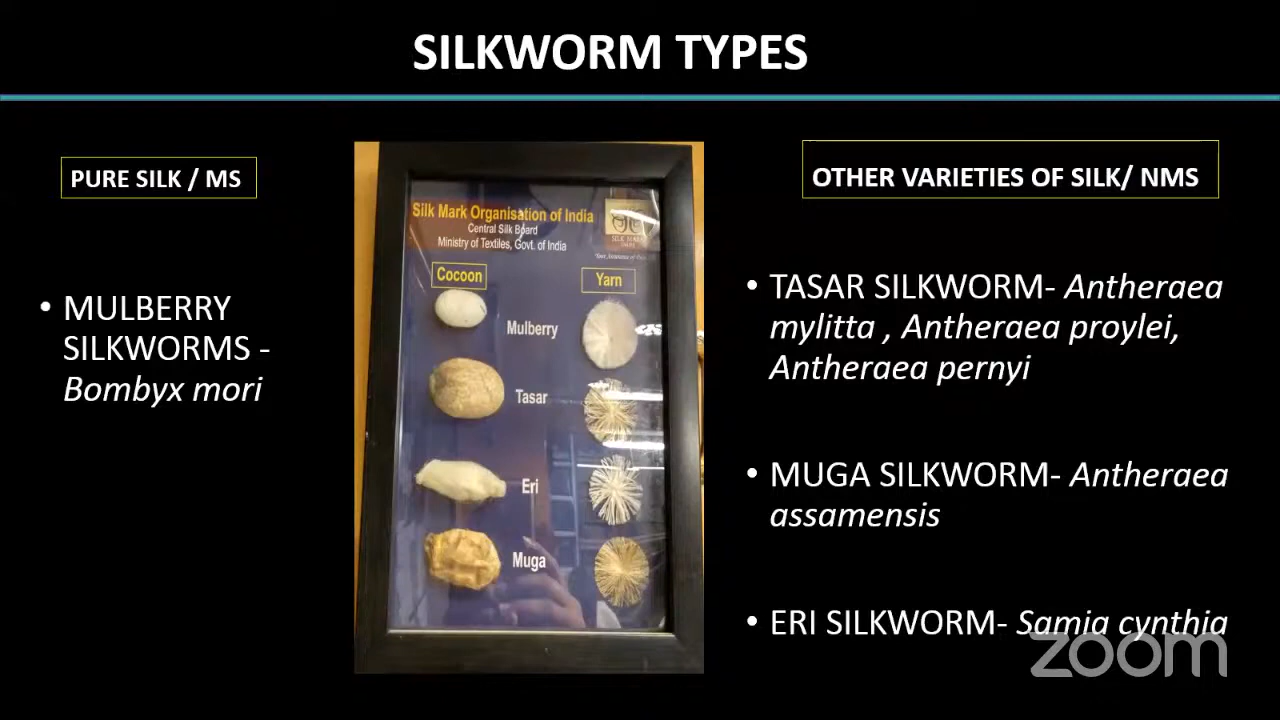 SILKWORM TYPES
PURE SILK / MS
• MULBERRY
SILKWORMS -
Bombyx mori
Silk Mark Organisation of India
Central Silk Board
Ministry of Textiles, Govt. of India
Cocoon
Yarn
Mulberry
Tasar
Eri
Muga
OTHER VARIETIES OF SILK/ NMS
• TASAR SILKWORM- Antheraea
mylitta , Antheraea proylei,
Antheraea pernyi
• MUGA SILKWORM- Antheraea
assamensis
• ERI SILKWORM- Samia cynthia
zoom